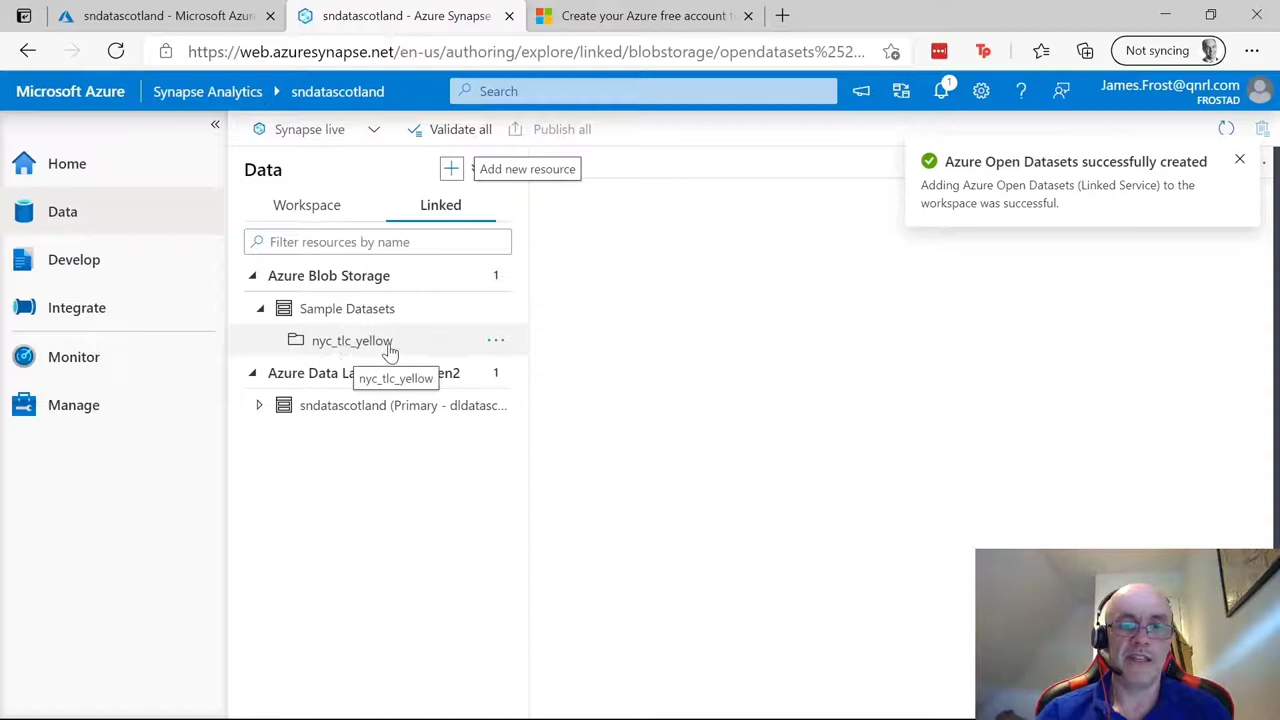 sndatascotland - Microsoft Azur
sndatascotland - Azure Synapse
Create your Azure free account to
https://web.azuresynapse.net/en-us/authoring/explore/linked/blobstorage/opendatasets%252...
Not syncing
Microsoft Azure
Synapse Analytics
sndatascotland
Search
1
James.Frost@qnrl.com
FROSTAD
Synapse live
Validate all
Publish all
Home
Data
Develop
Integrate
Monitor
Manage
Data
Add new resource
Workspace
Linked
Filter resources by name
Azure Blob Storage
1
Sample Datasets
nyc_tlc_yellow
nyc_tlc_yellow
Azure Data La
en2
1
sndatascotland (Primary - dldatasc...
Azure Open Datasets successfully created
Adding Azure Open Datasets (Linked Service) to the
workspace was successful.